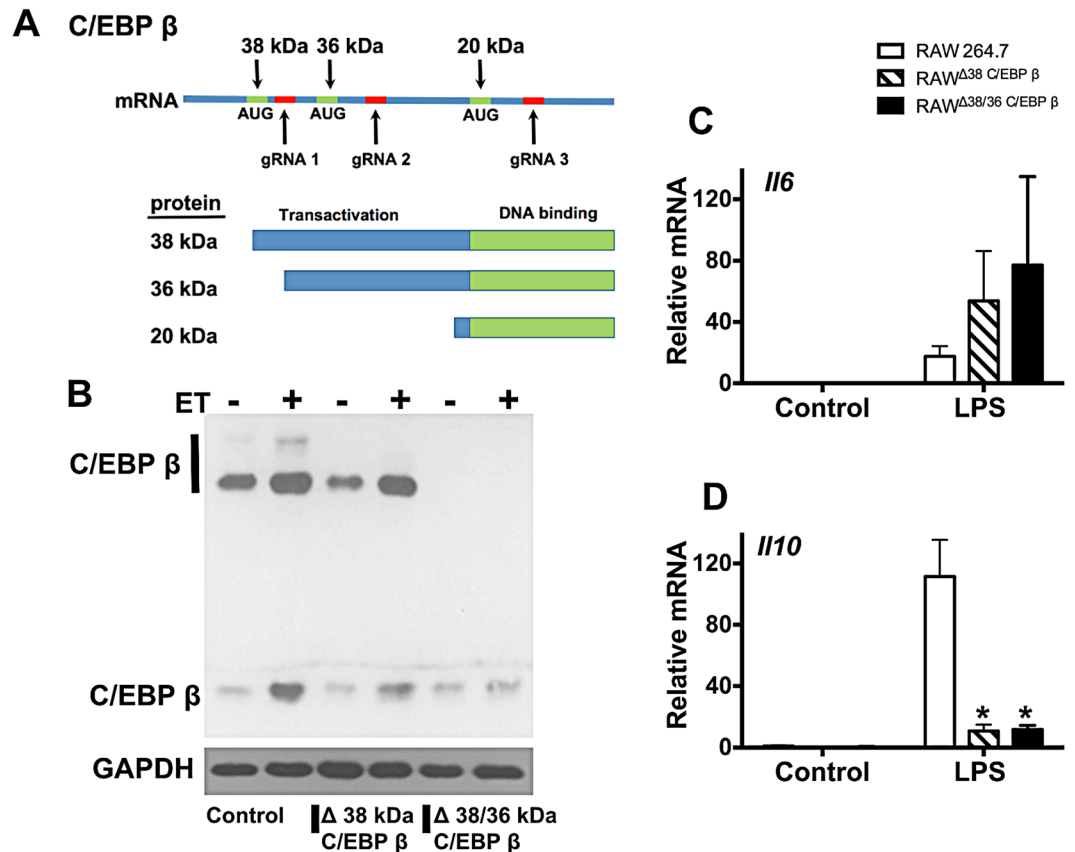 A C/EBP β
38 kDa 36 kDa 20 kDa
mRNA
AUG AUG AUG
gRNA 1 gRNA 2 gRNA 3
protein
Transactivation DNA binding
38 kDa
36 kDa
20 kDa
B
ET - + - + - +
C/EBP β
C/EBP β
GAPDH
Control Δ 38 kDa Δ 38/36 kDa
C/EBP β C/EBP β
RAW 264.7
RAWΔ38 C/EBP β
RAWΔ38/36 C/EBP β
C
Il6
Relative mRNA
120
80
40
0
Control LPS
D
Il10
Relative mRNA
120
80
40
0
* *
Control LPS